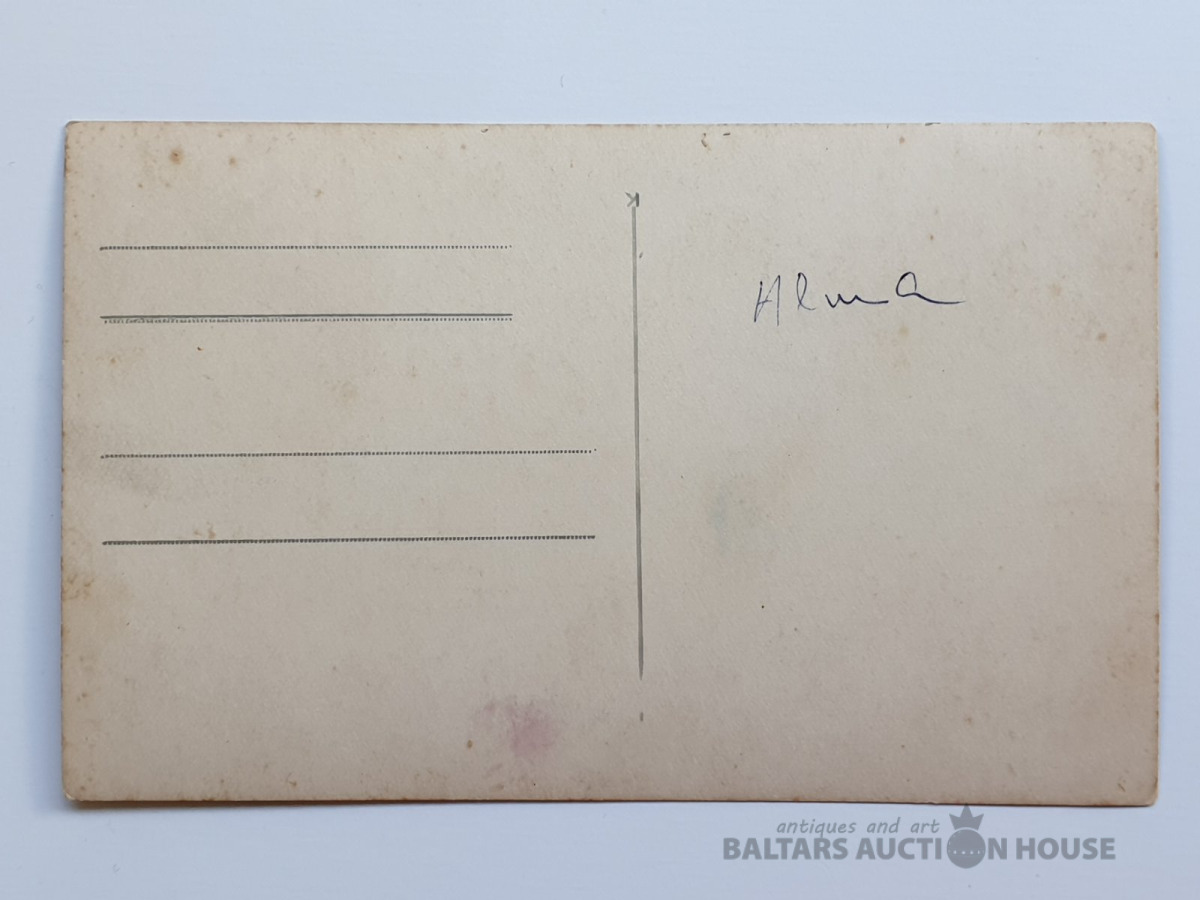 K
Alma
antiques and art
BALTARS AUCTION HOUSE